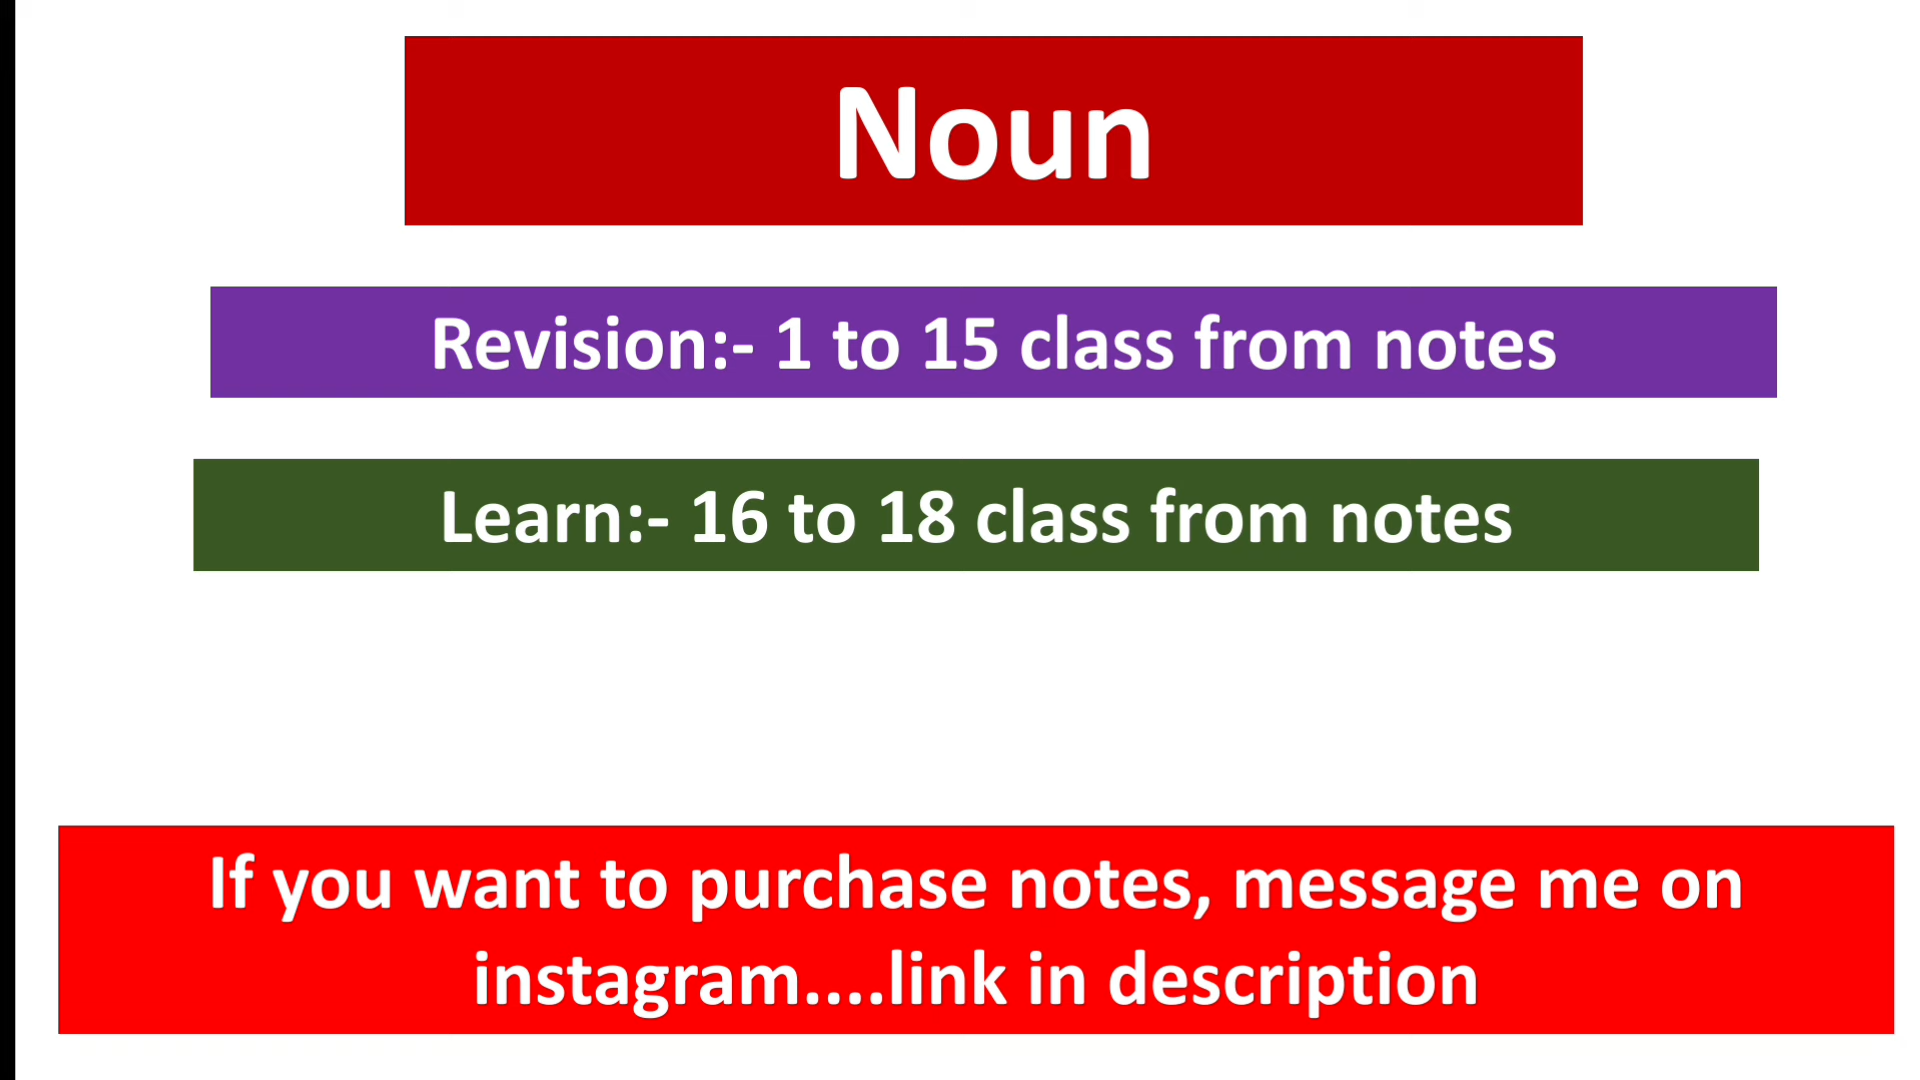 Noun
Revision:- 1 to 15 class from notes
Learn:- 16 to 18 class from notes
If you want to purchase notes, message me on
instagram....link in description